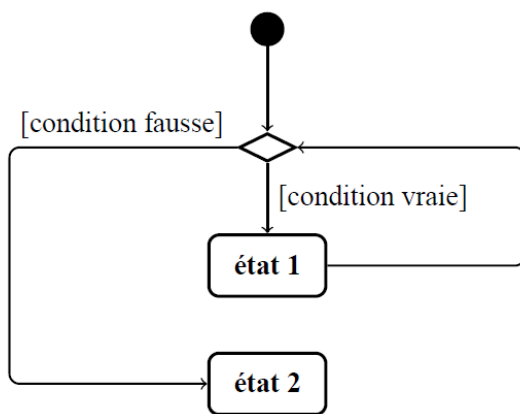 [condition fausse]
[condition vraie]
état 1
état 2